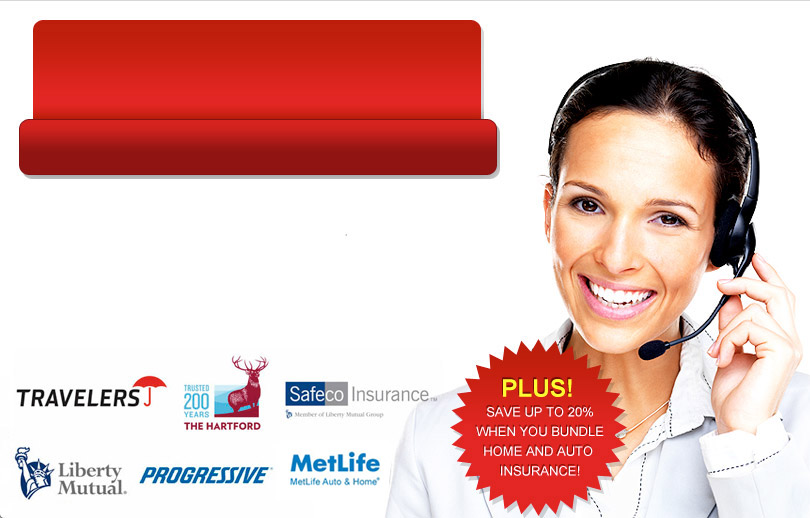 TRAVELERS
TRUSTED
200
YEARS
THE HARTFORD
Safeco Insurance™
Member of Liberty Mutual Group
Liberty
Mutual®
PROGRESSIVE®
MetLife
MetLife Auto & Home®
PLUS!
SAVE UP TO 20%
WHEN YOU BUNDLE
HOME AND AUTO
INSURANCE!